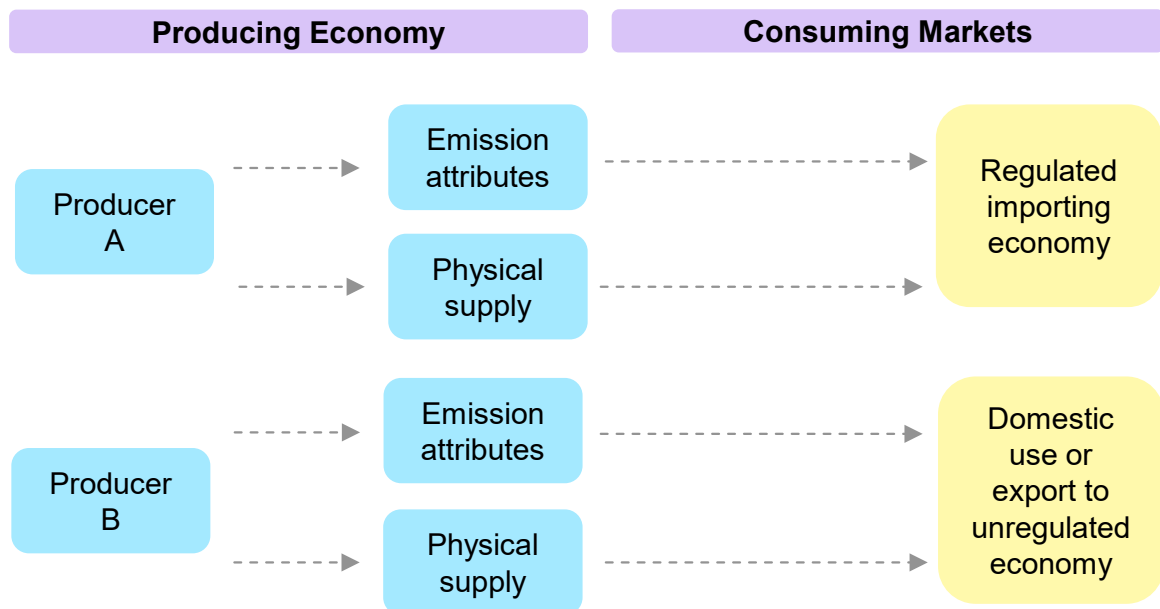 Producing Economy
Consuming Markets
Producer
A
Emission
attributes
Physical
supply
Regulated
importing
economy
Producer
B
Emission
attributes
Physical
supply
Domestic
use or
export to
unregulated
economy